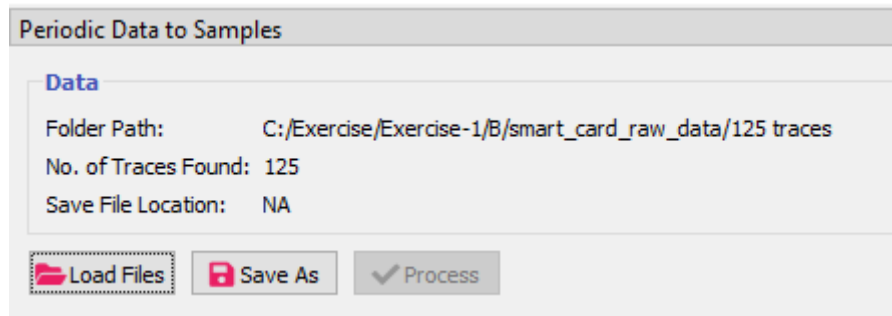 Periodic Data to Samples
Data
Folder Path: C:/Exercise/Exercise-1/B/smart_card_raw_data/125 traces
No. of Traces Found: 125
Save File Location: NA
Load Files Save As Process